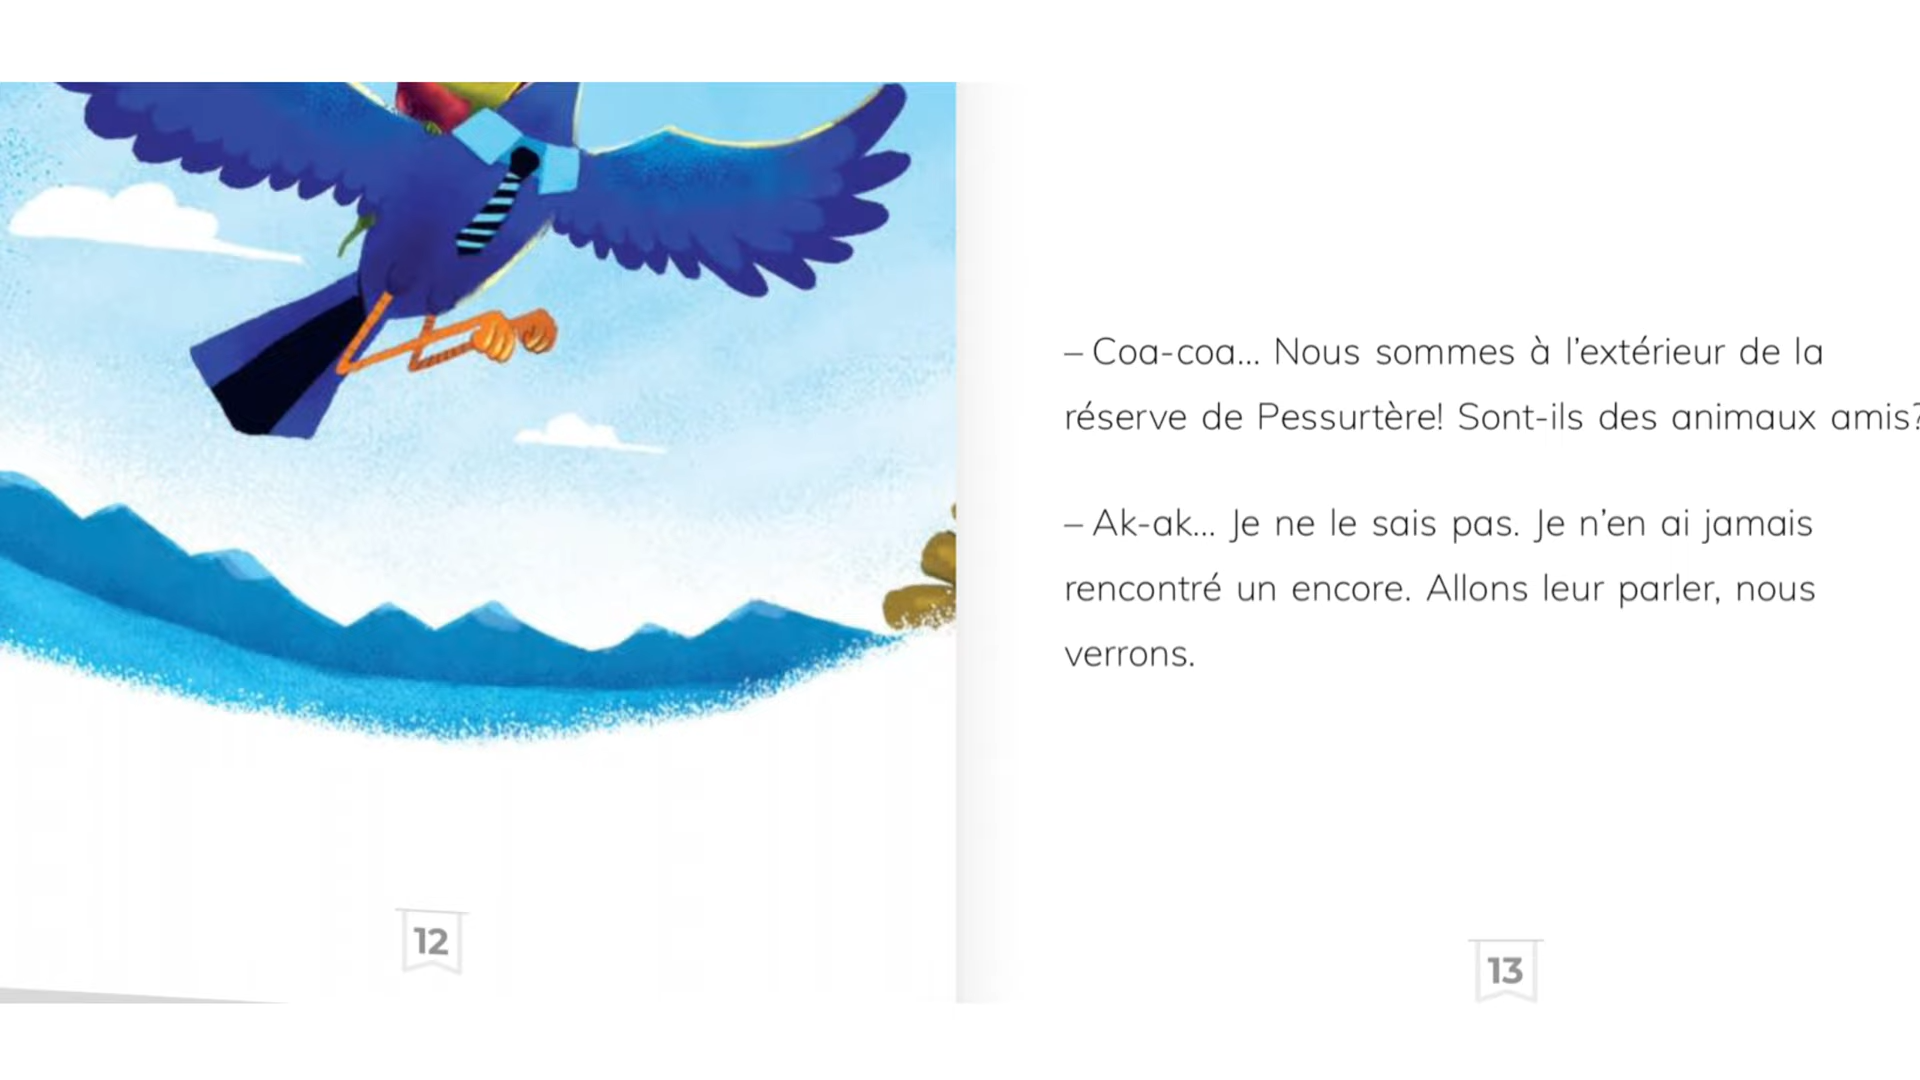 – Coa-coa... Nous sommes à l’extérieur de la
réserve de Pessurtère! Sont-ils des animaux amis?
– Ak-ak... Je ne le sais pas. Je n’en ai jamais
rencontré un encore. Allons leur parler, nous
verrons.
12
13